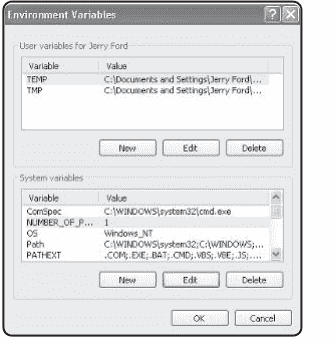 Environment Variables
User variables for Jerry Ford
Variable Value
TEMP C:\Documents and Settings\Jerry Ford\...
TMP C:\Documents and Settings\Jerry Ford\...
New Edit Delete
System variables
Variable Value
ComSpec C:\WINDOWS\system32\cmd.exe
NUMBER_OF_P... 1
OS Windows_NT
Path C:\WINDOWS\system32;C:\WINDOWS;...
PATHEXT .COM;.EXE;.BAT;.CMD;.VBS;.VBE;.JS;....
New Edit Delete
OK Cancel